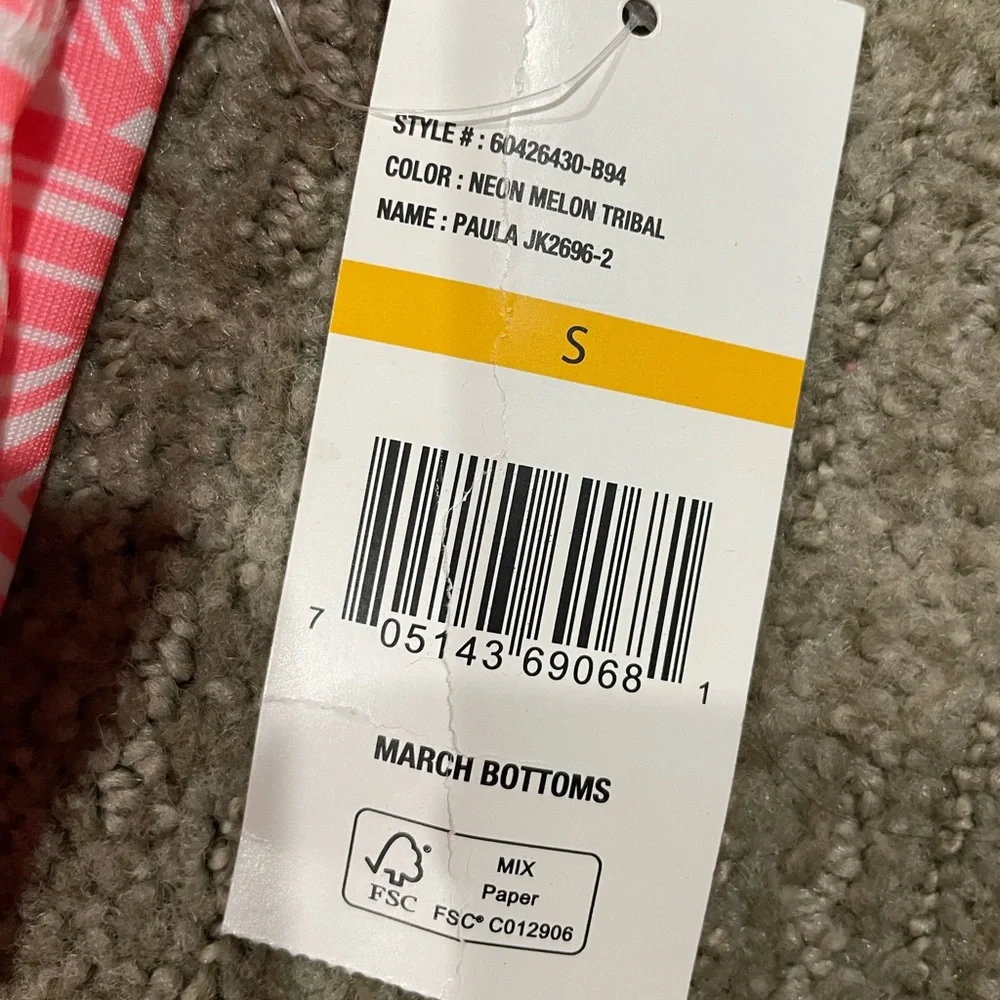 STYLE # : 60426430-B94
COLOR : NEON MELON TRIBAL
NAME : PAULA JK2696-2
S
7 05143 69068 1
MARCH BOTTOMS
FSC
MIX
Paper
FSC® C012906